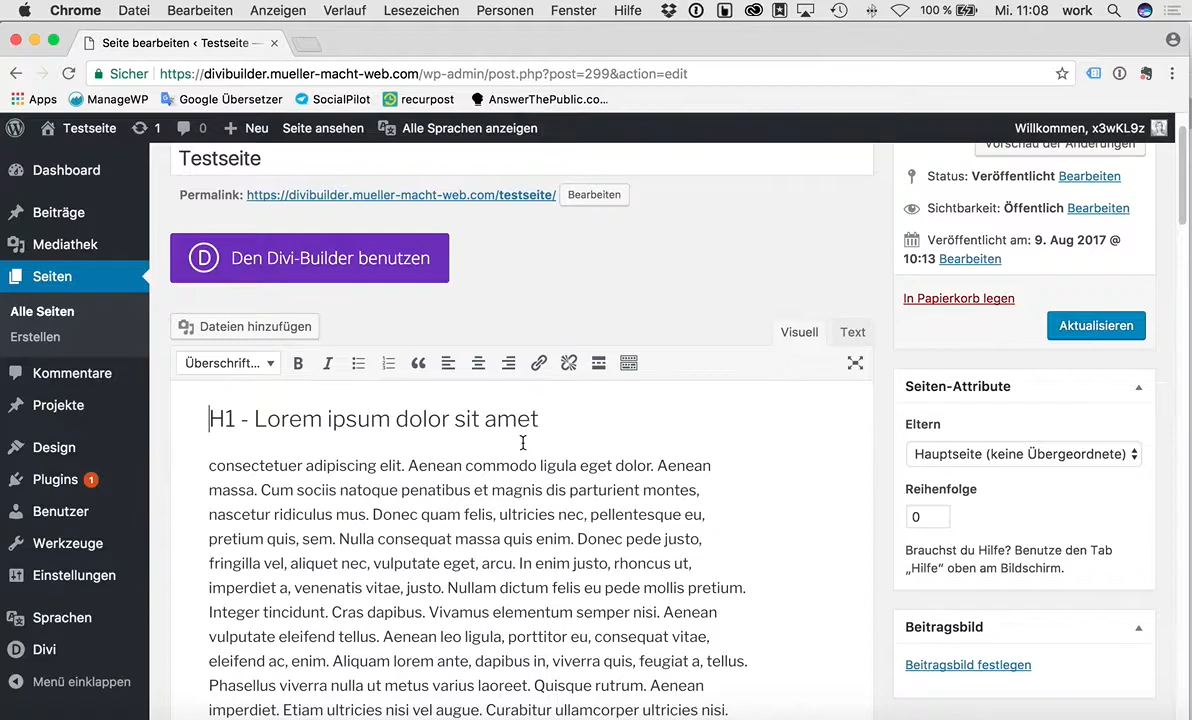 Chrome Datei Bearbeiten Anzeigen Verlauf Lesezeichen Personen Fenster Hilfe 100 % Mi. 11:08 work
Seite bearbeiten ‹ Testseite —
Sicher https://divibuilder.mueller-macht-web.com/wp-admin/post.php?post=299&action=edit
Apps ManageWP Google Übersetzer SocialPilot recurpost AnswerThePublic.co...
Testseite 1 0 Neu Seite ansehen Alle Sprachen anzeigen Willkommen, x3wKL9z
Dashboard
Beiträge
Mediathek
Seiten
Alle Seiten
Erstellen
Kommentare
Projekte
Design
Plugins 1
Benutzer
Werkzeuge
Einstellungen
Sprachen
Divi
Menü einklappen
Testseite
Permalink: https://divibuilder.mueller-macht-web.com/testseite/ Bearbeiten
D Den Divi-Builder benutzen
Dateien hinzufügen
Visuell Text
Überschrift... B I
H1 - Lorem ipsum dolor sit amet
consectetuer adipiscing elit. Aenean commodo ligula eget dolor. Aenean
massa. Cum sociis natoque penatibus et magnis dis parturient montes,
nascetur ridiculus mus. Donec quam felis, ultricies nec, pellentesque eu,
pretium quis, sem. Nulla consequat massa quis enim. Donec pede justo,
fringilla vel, aliquet nec, vulputate eget, arcu. In enim justo, rhoncus ut,
imperdiet a, venenatis vitae, justo. Nullam dictum felis eu pede mollis pretium.
Integer tincidunt. Cras dapibus. Vivamus elementum semper nisi. Aenean
vulputate eleifend tellus. Aenean leo ligula, porttitor eu, consequat vitae,
eleifend ac, enim. Aliquam lorem ante, dapibus in, viverra quis, feugiat a, tellus.
Phasellus viverra nulla ut metus varius laoreet. Quisque rutrum. Aenean
imperdiet. Etiam ultricies nisi vel augue. Curabitur ullamcorper ultricies nisi.
Vorschau der Änderungen
Status: Veröffentlicht Bearbeiten
Sichtbarkeit: Öffentlich Bearbeiten
Veröffentlicht am: 9. Aug 2017 @
10:13 Bearbeiten
In Papierkorb legen
Aktualisieren
Seiten-Attribute
Eltern
Hauptseite (keine Übergeordnete)
Reihenfolge
0
Brauchst du Hilfe? Benutze den Tab
„Hilfe“ oben am Bildschirm.
Beitragsbild
Beitragsbild festlegen